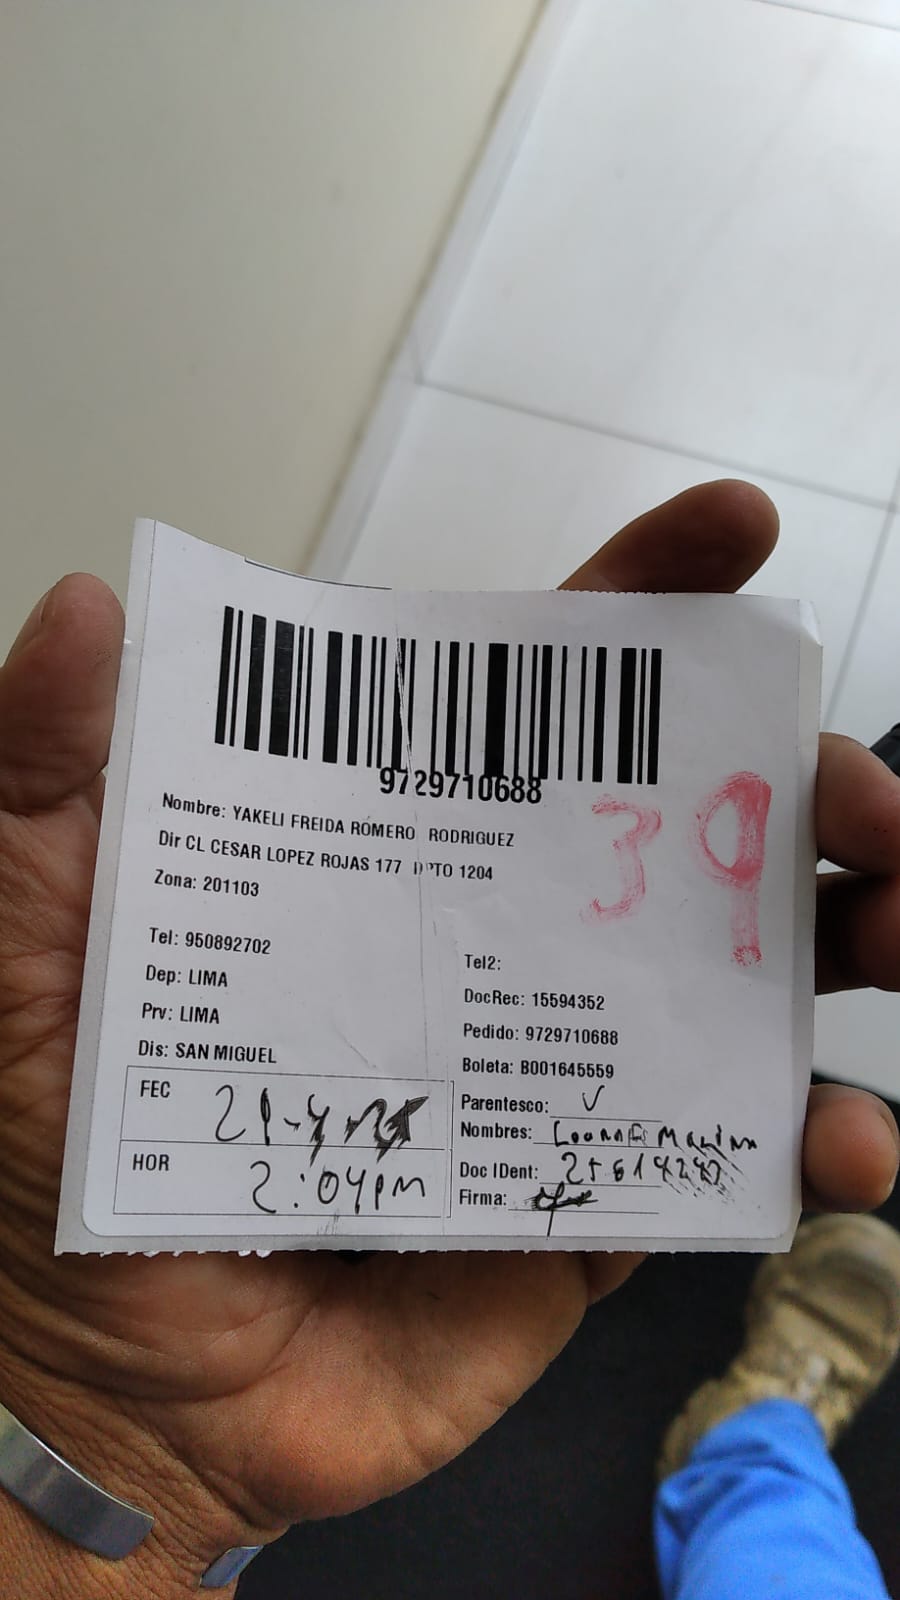 9729710688
Nombre: YAKELI FREIDA ROMERO RODRIGUEZ
Dir CL CESAR LOPEZ ROJAS 177 DPTO 1204
Zona: 201103
39
Tel: 950892702
Tel2:
Dep: LIMA
DocRec: 15594352
Prv: LIMA
Pedido: 9729710688
Dis: SAN MIGUEL
Boleta: B001645559
FEC 21-4
Parentesco:
Nombres:
HOR 2:04pm
Doc IDent:
Firma: